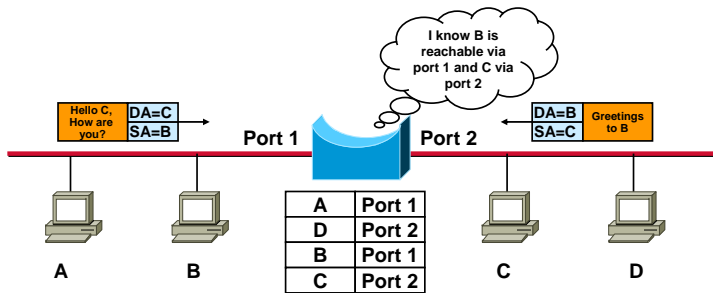 I know B is
reachable via
port 1 and C via
port 2
Hello C,
How are
you?
DA=C
SA=B
Port 1
Port 2
DA=B
SA=C
Greetings
to B
A Port 1
D Port 2
B Port 1
C Port 2
A
B
C
D